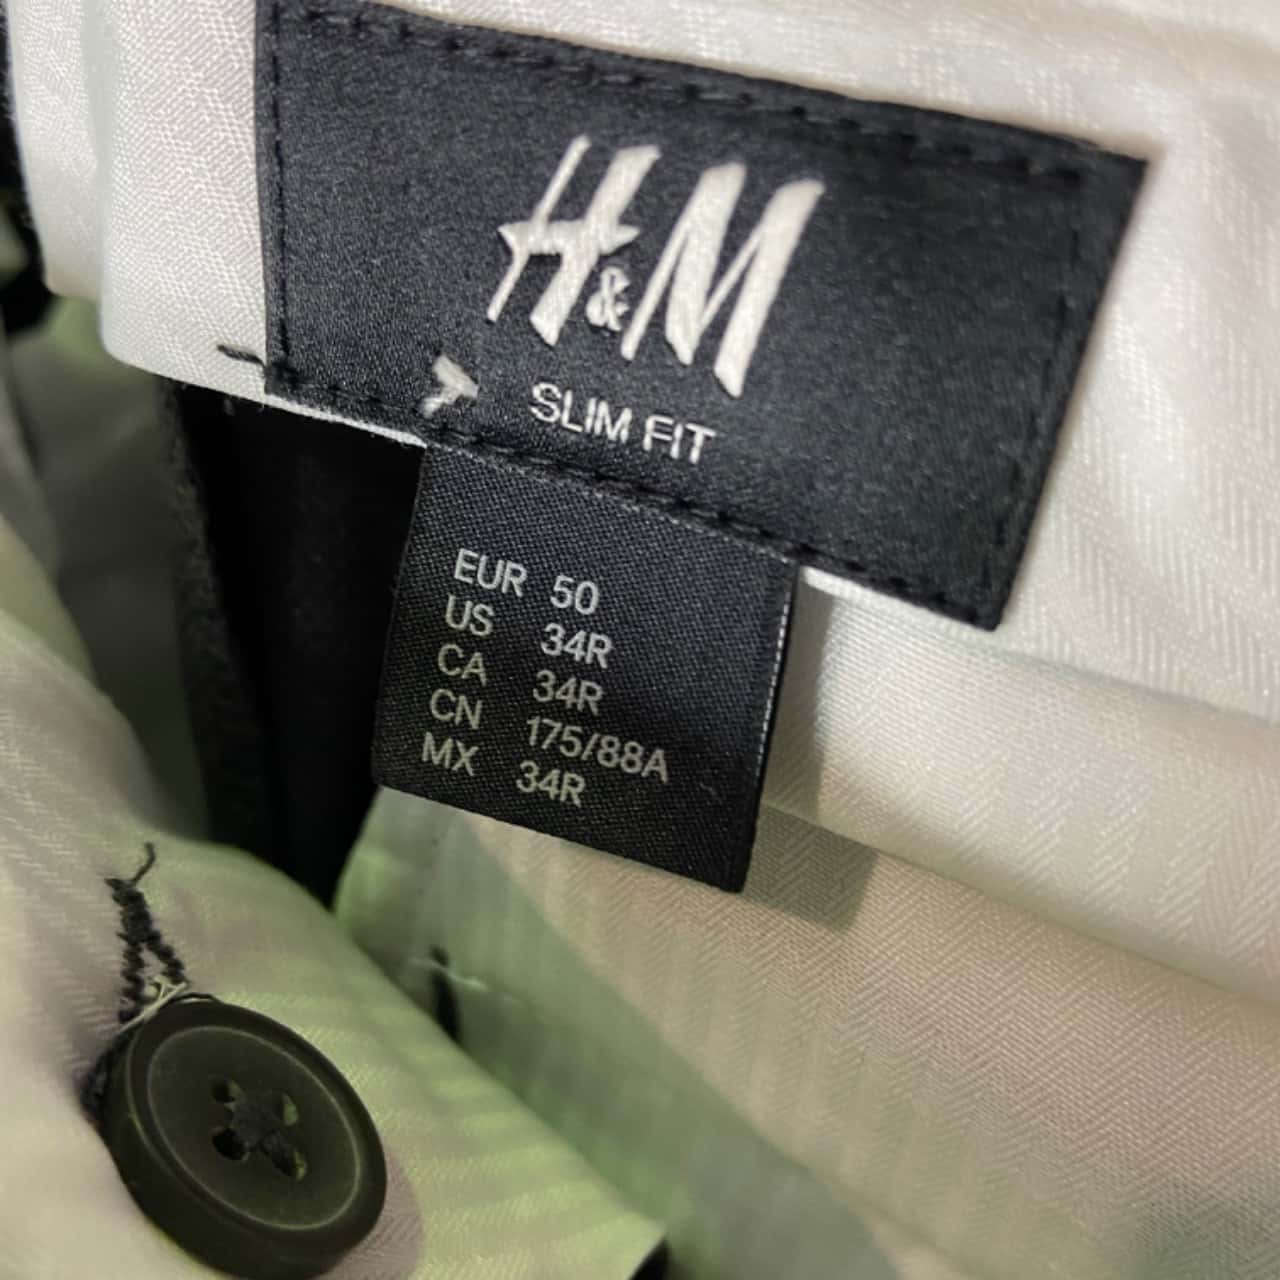 H&M
SLIM FIT
EUR 50
US 34R
CA 34R
CN 175/88A
MX 34R